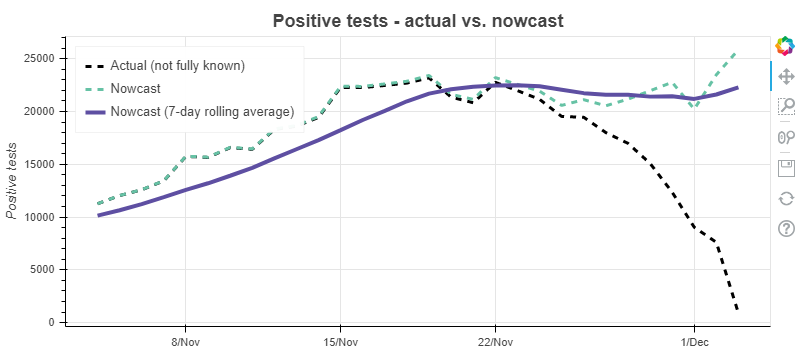 Positive tests - actual vs. nowcast
Positive tests
25000
20000
15000
10000
5000
0
Actual (not fully known)
Nowcast
Nowcast (7-day rolling average)
8/Nov
15/Nov
22/Nov
1/Dec